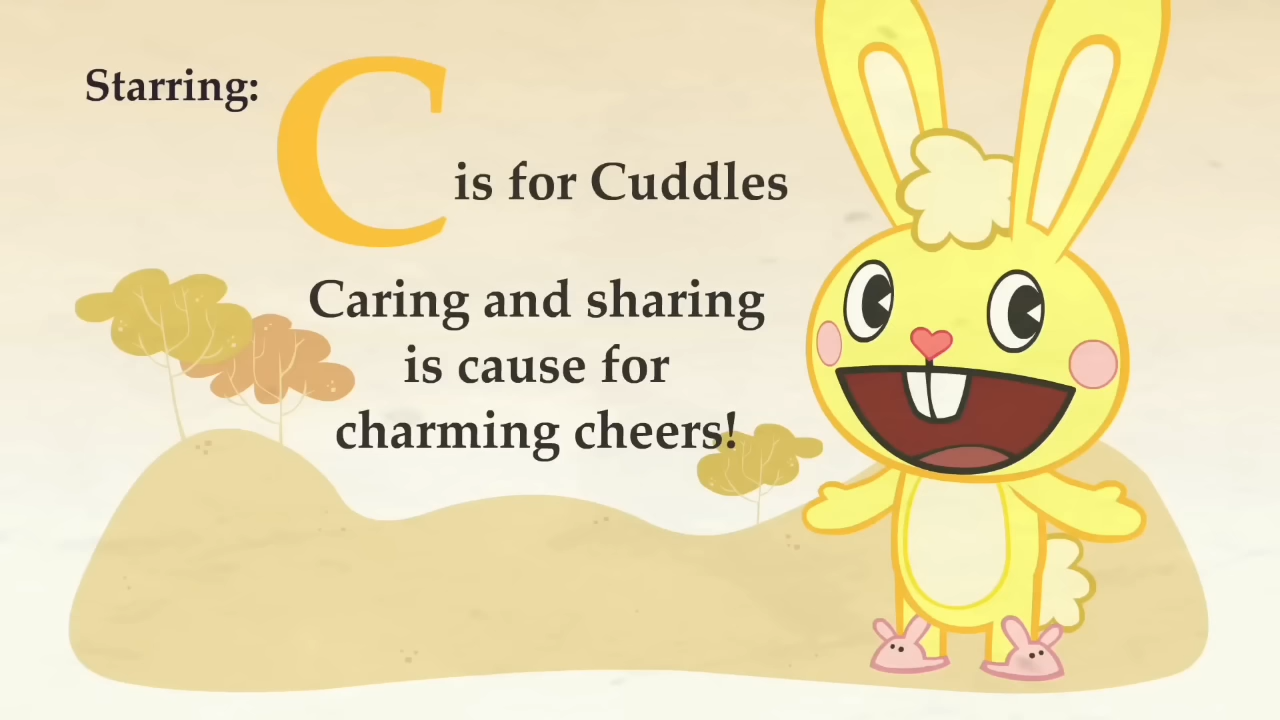 Starring:
C is for Cuddles
Caring and sharing
is cause for
charming cheers!